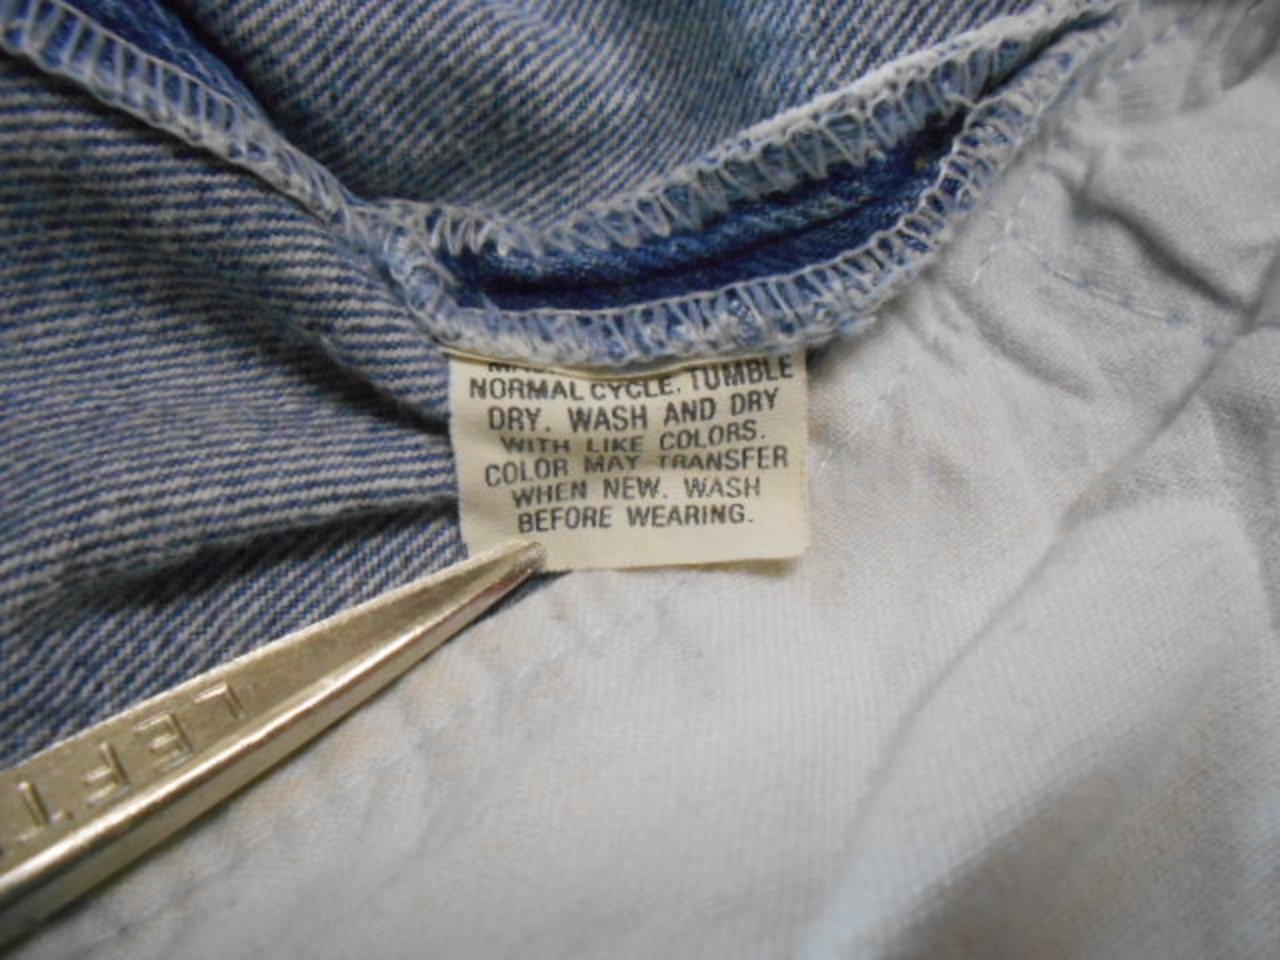 NORMAL CYCLE. TUMBLE
DRY. WASH AND DRY
WITH LIKE COLORS.
COLOR MAY TRANSFER
WHEN NEW. WASH
BEFORE WEARING.
LEFT